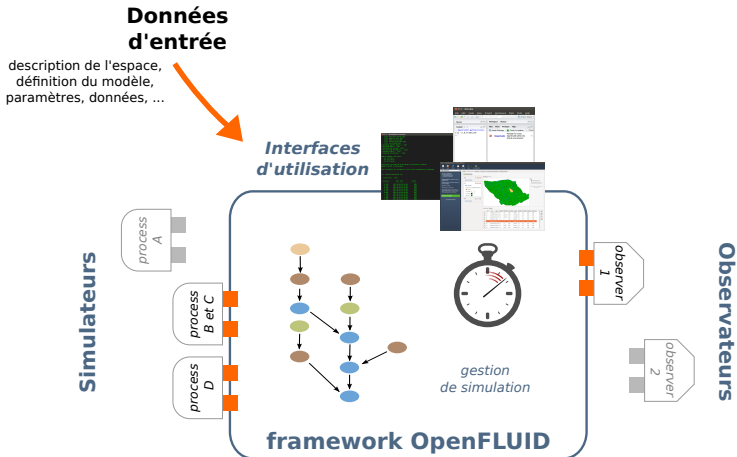 Données
d'entrée
description de l'espace,
définition du modèle,
paramètres, données, ...
Interfaces
d'utilisation
Simulateurs
process
A
process
B et C
process
D
gestion
de simulation
observer
1
observer
2
Observateurs
framework OpenFLUID